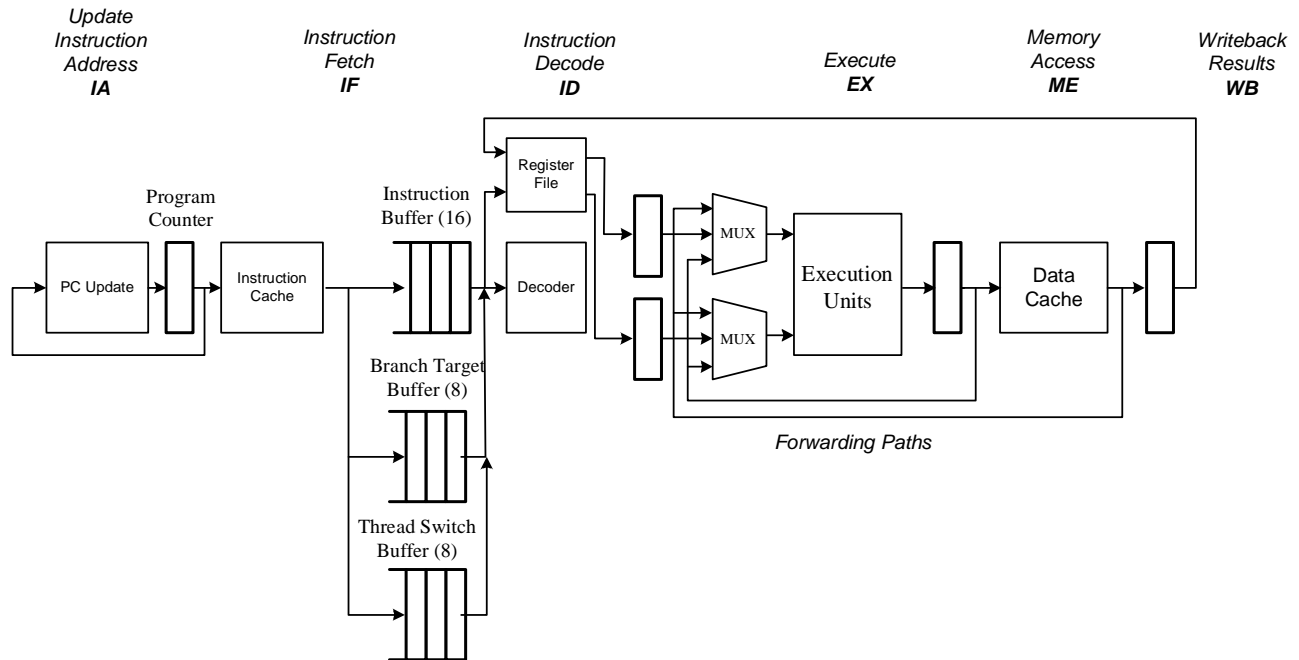 Update
Instruction
Address
IA
Instruction
Fetch
IF
Instruction
Decode
ID
Execute
EX
Memory
Access
ME
Writeback
Results
WB
Program
Counter
Instruction
Buffer (16)
Register
File
PC Update
Instruction
Cache
Decoder
MUX
Execution
Units
Data
Cache
MUX
Branch Target
Buffer (8)
Forwarding Paths
Thread Switch
Buffer (8)